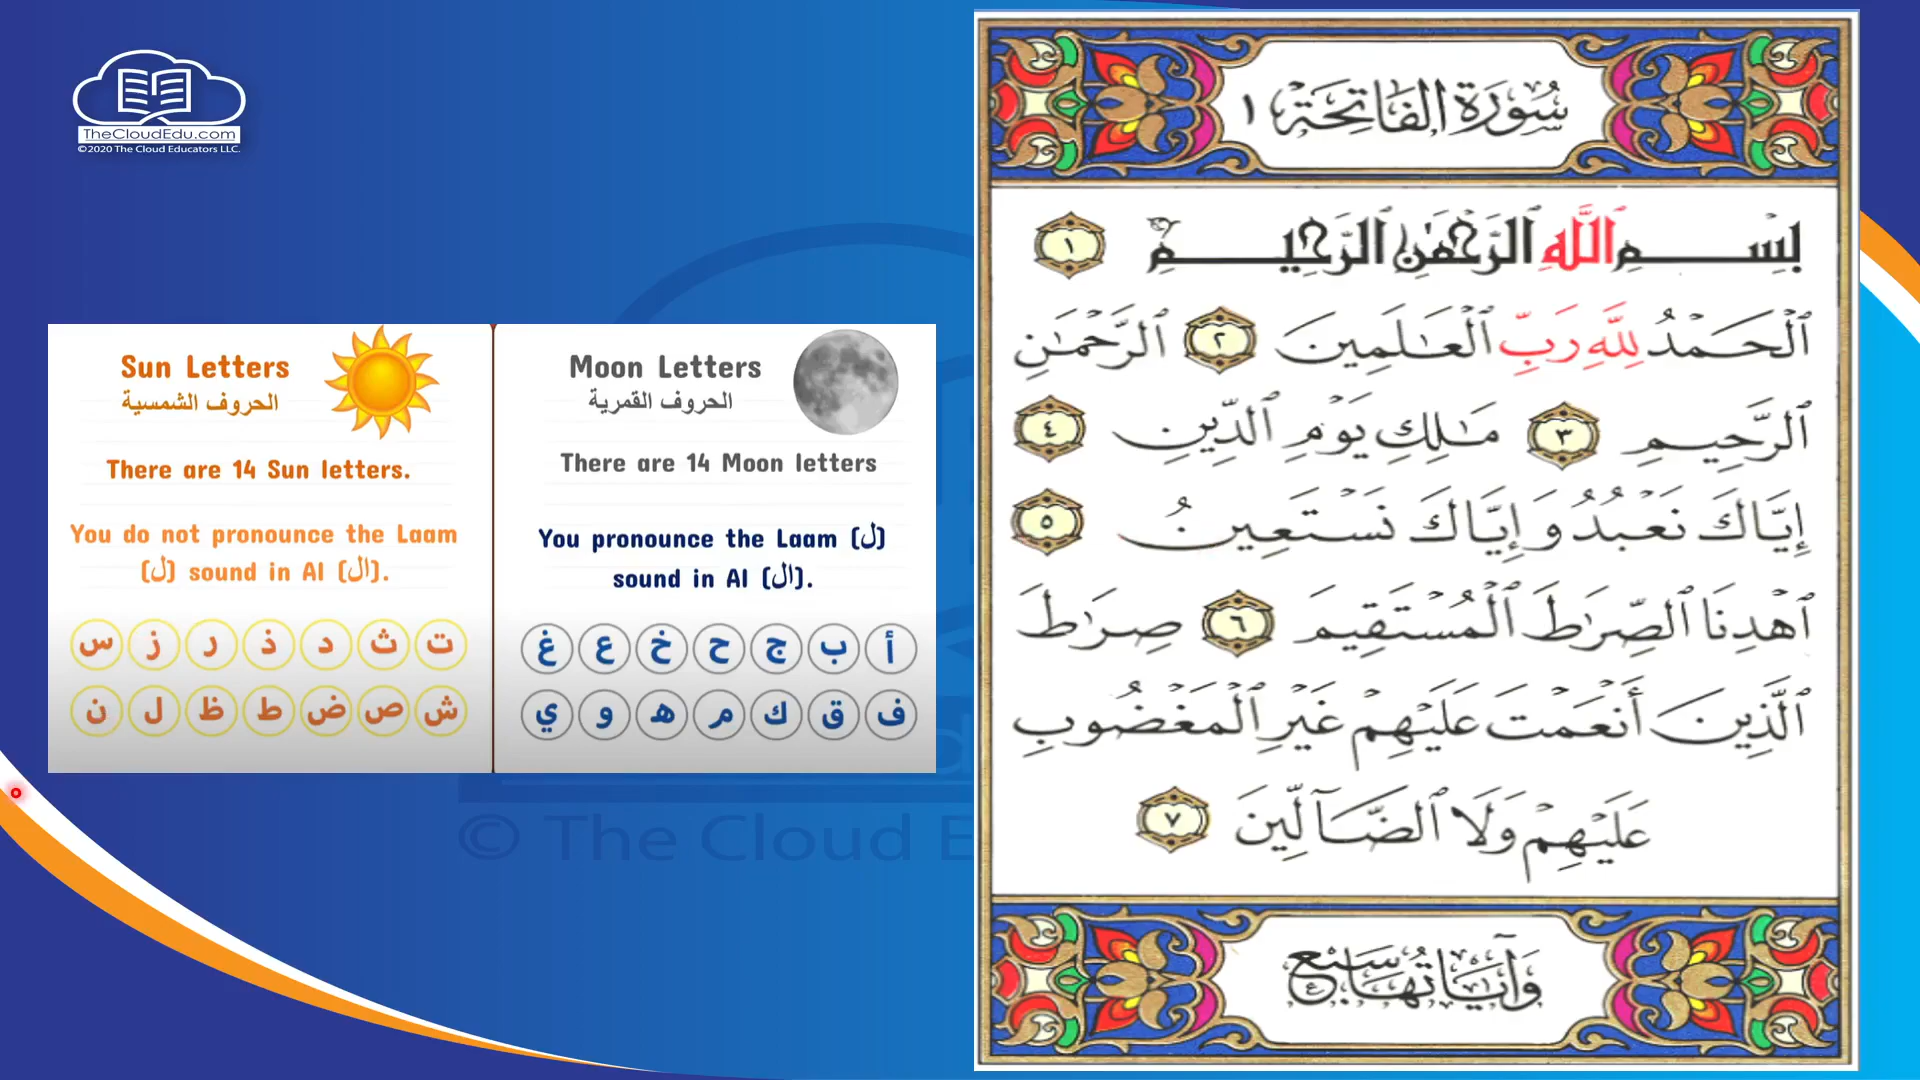 TheCloudEdu.com
©2020 The Cloud Educators LLC.
Sun Letters
الحروف الشمسية
There are 14 Sun letters.
You do not pronounce the Laam
(ل) sound in Al (ال).
ت ث د ذ ر ز س
ش ص ض ط ظ ل ن
Moon Letters
الحروف القمرية
There are 14 Moon letters
You pronounce the Laam (ل)
sound in Al (ال).
أ ب ج ح خ ع غ
ف ق ك م ه و ي
© The Cloud E
سُورَةُ الفَاتِحَةِ ١
بِسْمِ ٱللَّهِ ٱلرَّحْمَٰنِ ٱلرَّحِيمِ ١
ٱلْحَمْدُ لِلَّهِ رَبِّ ٱلْعَٰلَمِينَ ٢ ٱلرَّحْمَٰنِ
ٱلرَّحِيمِ ٣ مَٰلِكِ يَوْمِ ٱلدِّينِ ٤
إِيَّاكَ نَعْبُدُ وَإِيَّاكَ نَسْتَعِينُ ٥
ٱهْدِنَا ٱلصِّرَٰطَ ٱلْمُسْتَقِيمَ ٦ صِرَٰطَ
ٱلَّذِينَ أَنْعَمْتَ عَلَيْهِمْ غَيْرِ ٱلْمَغْضُوبِ
عَلَيْهِمْ وَلَا ٱلضَّآلِّينَ ٧
وَآيَاتُهَا سَبْعٌ